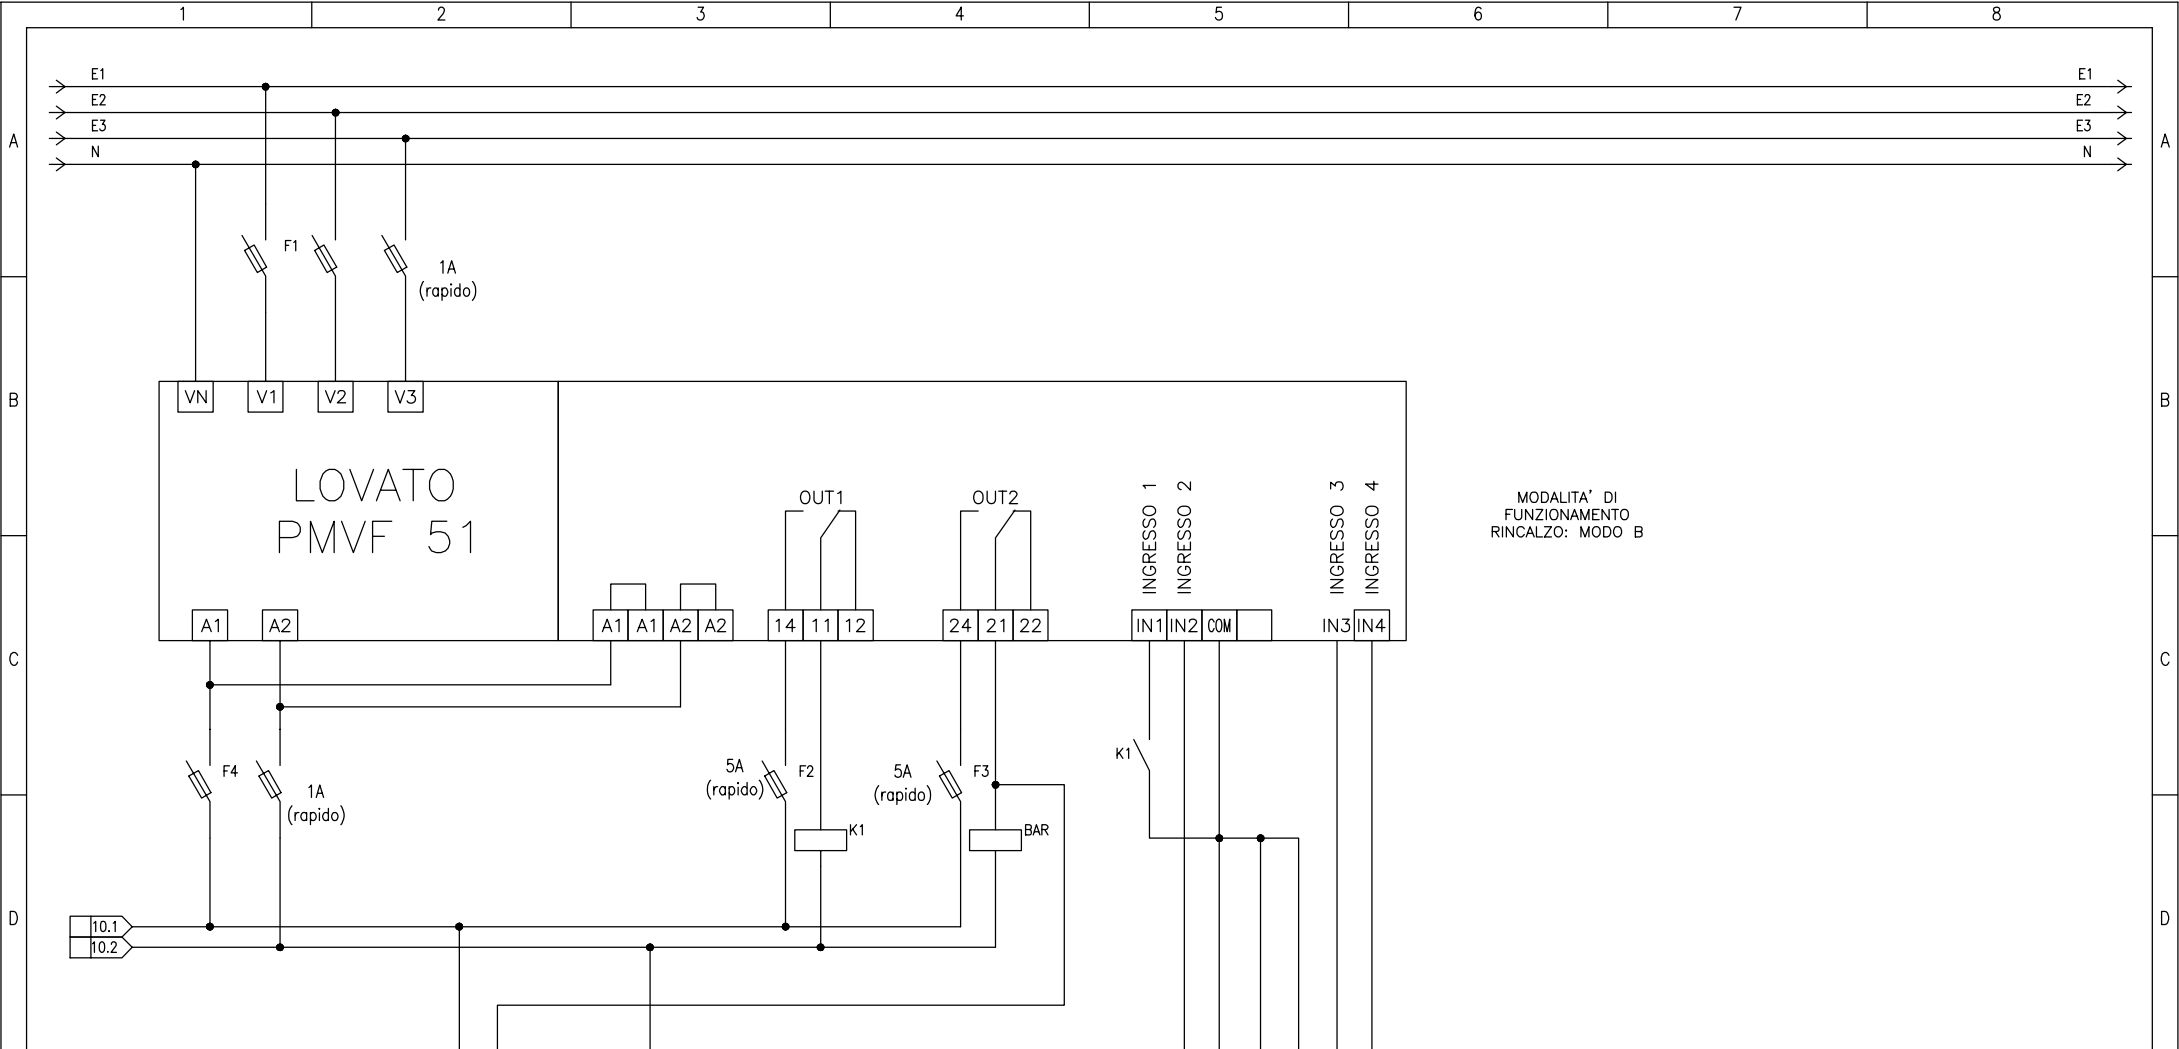 1 2 3 4 5 6 7 8
E1 E1
E2 E2
E3 E3
A A
N N
F1
1A
(rapido)
VN V1 V2 V3
B B
LOVATO
PMVF 51
OUT1 OUT2
INGRESSO 1
INGRESSO 2
INGRESSO 3
INGRESSO 4
MODALITA' DI
FUNZIONAMENTO
RINCALZO: MODO B
A1 A2 A1 A1 A2 A2 14 11 12 24 21 22 IN1 IN2 COM IN3 IN4
C C
K1
F4
1A
(rapido)
5A
(rapido)
F2
5A
(rapido)
F3
K1
BAR
D D
10.1
10.2